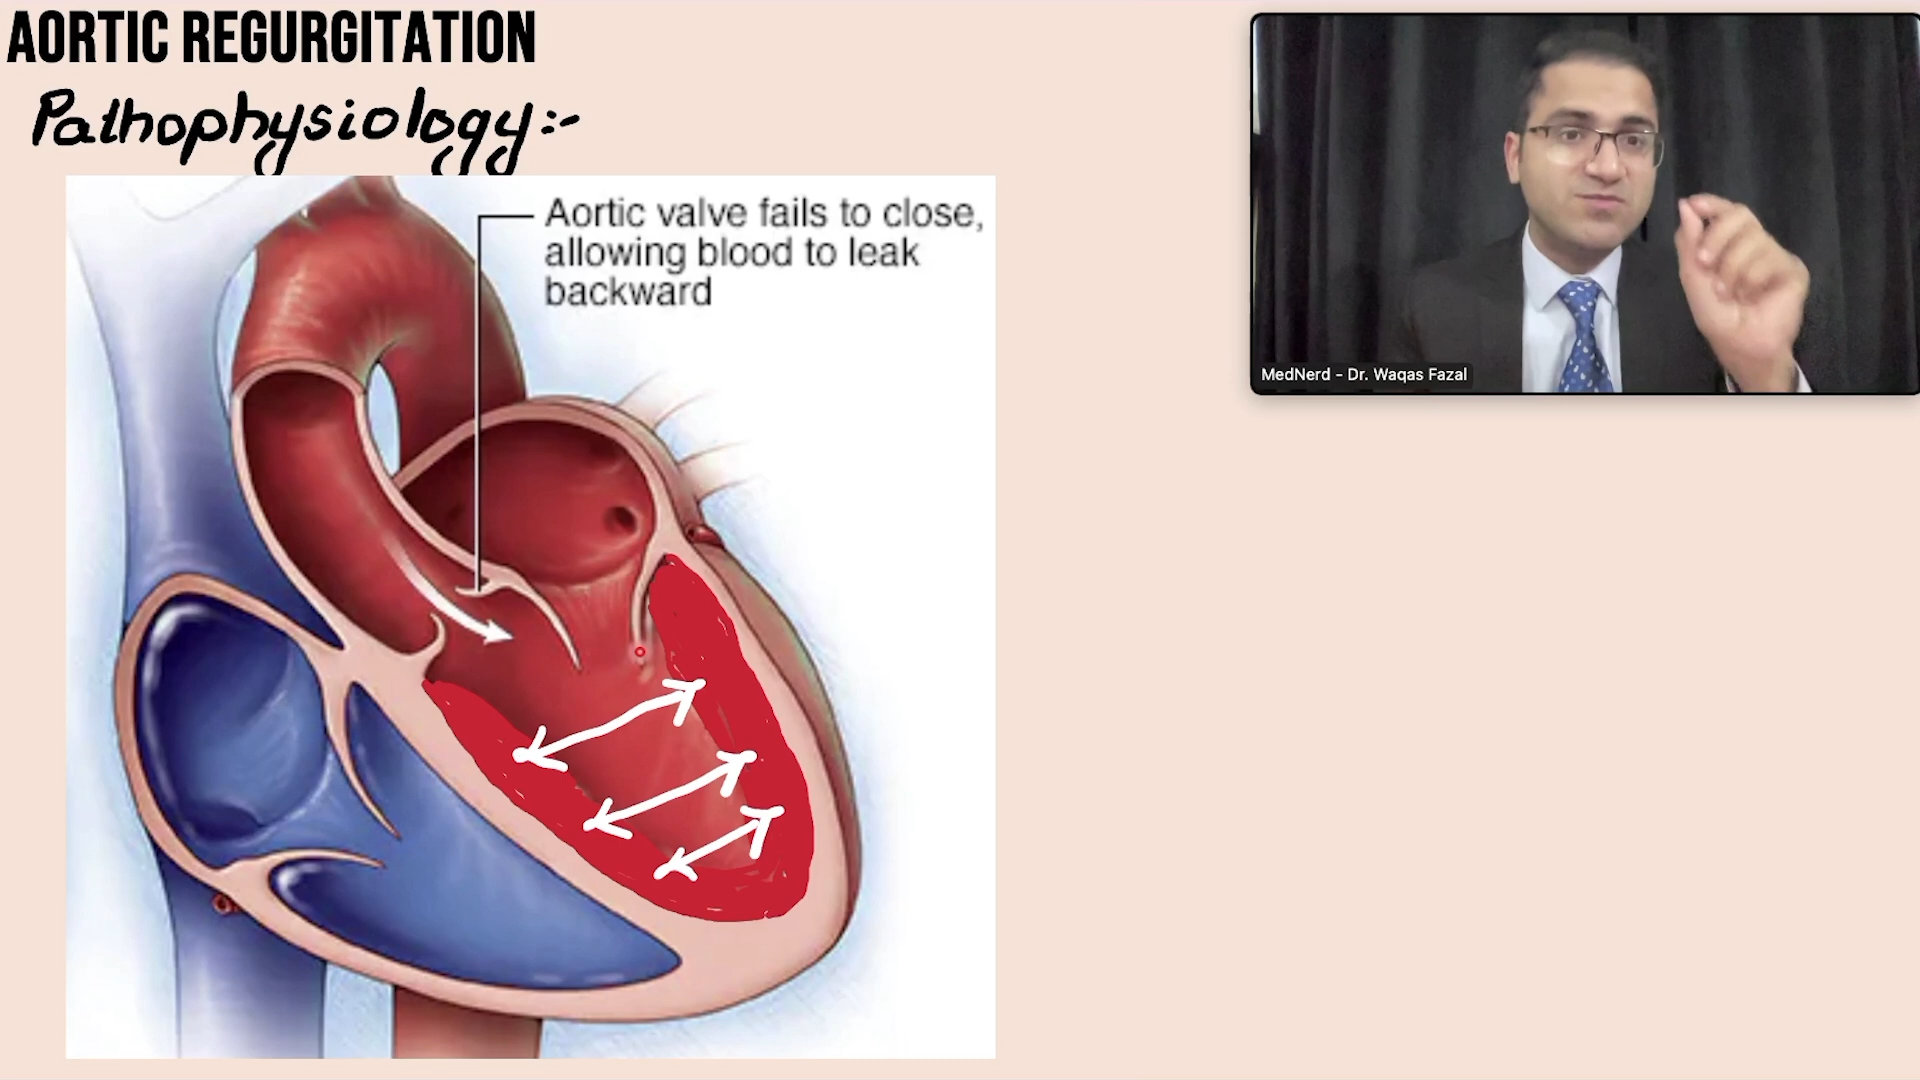 AORTIC REGURGITATION
Pathophysiology:-
Aortic valve fails to close,
allowing blood to leak
backward
MedNerd - Dr. Waqas Fazal